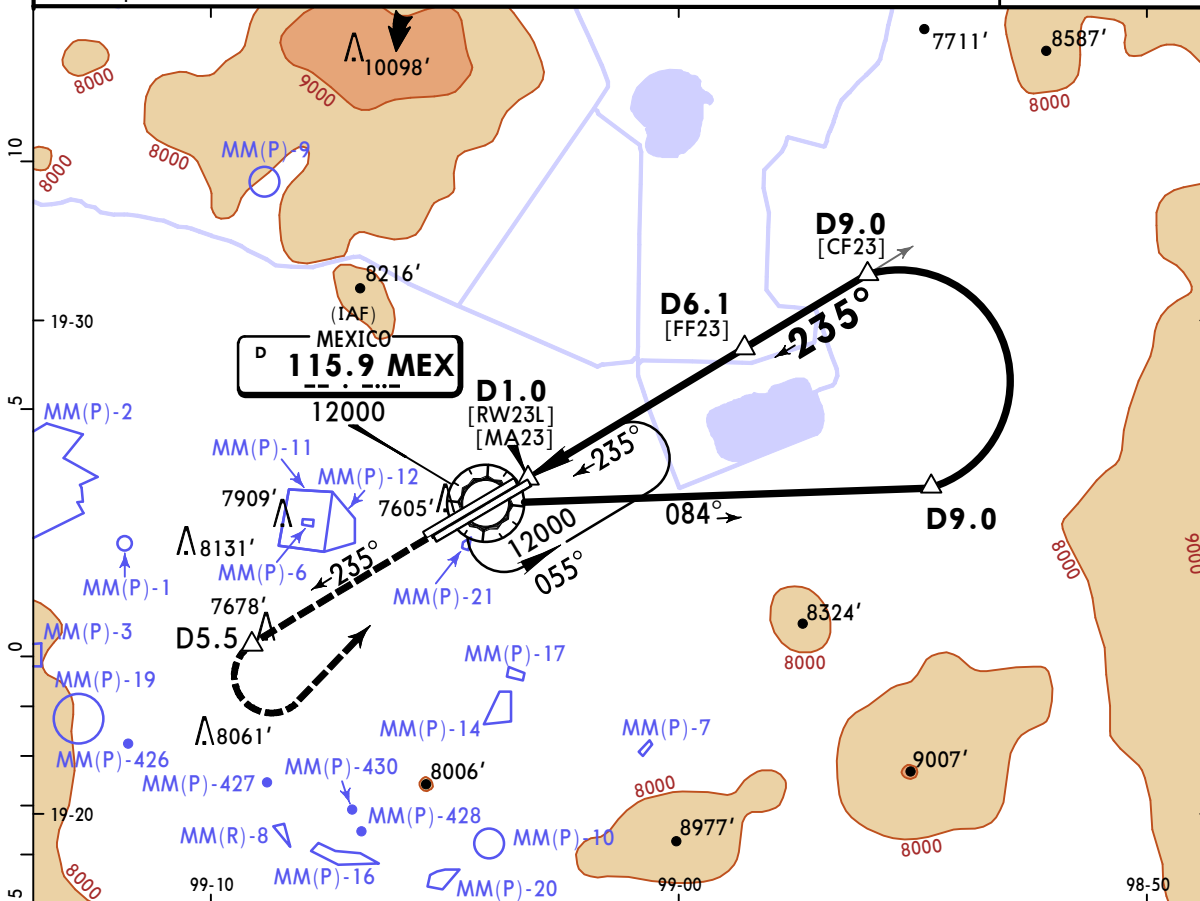 7711'
8587'
10098'
8000
9000
8000
10
MM(P)-9
8000
8000
D9.0
[CF23]
8216'
(IAF)
19-30
D6.1
[FF23]
←235°
MEXICO
D 115.9 MEX
12000
D1.0
[RW23L]
[MA23]
5
MM(P)-2
MM(P)-11
MM(P)-12
←235°
7909'
7605'
084°→
D9.0
12000
055°
8131'
MM(P)-6
←235°
MM(P)-1
MM(P)-21
8000
9000
7678'
D5.5
8324'
8000
0
MM(P)-3
MM(P)-17
MM(P)-19
MM(P)-14
8061'
MM(P)-7
MM(P)-426
MM(P)-430
8006'
9007'
MM(P)-427
8000
19-20
MM(P)-428
8977'
MM(R)-8
MM(P)-10
8000
MM(P)-16
MM(P)-20
8000
5
99-10
99-00
98-50